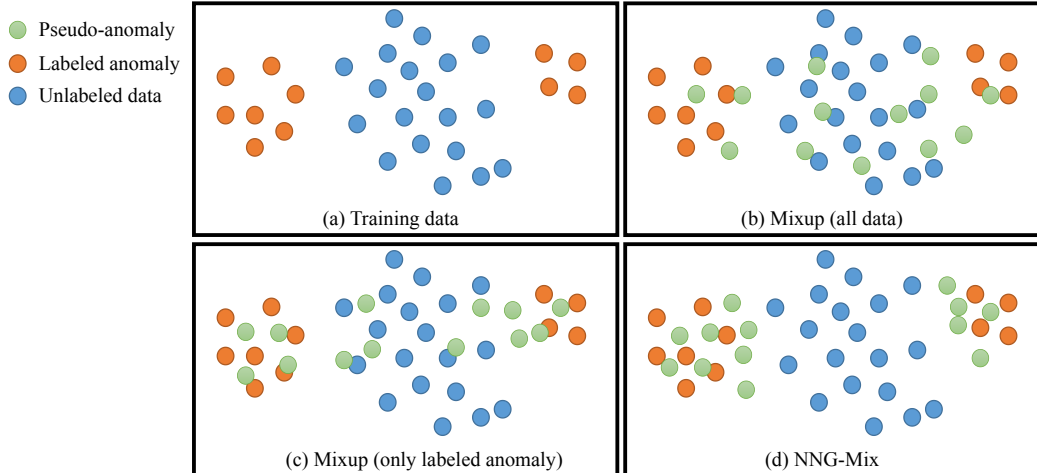 Pseudo-anomaly
Labeled anomaly
Unlabeled data
(a) Training data
(b) Mixup (all data)
(c) Mixup (only labeled anomaly)
(d) NNG-Mix